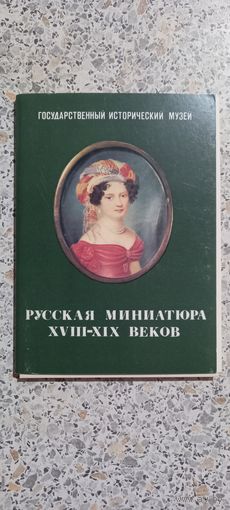 ГОСУДАРСТВЕННЫЙ ИСТОРИЧЕСКИЙ МУЗЕЙ
РУССКАЯ МИНИАТЮРА
XVIII-XIX ВЕКОВ